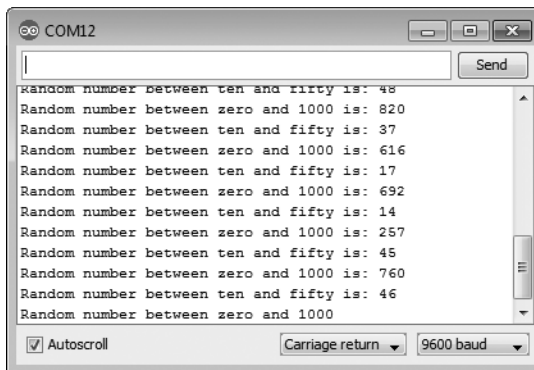 COM12
Send
Random number between ten and fifty is: 48
Random number between zero and 1000 is: 820
Random number between ten and fifty is: 37
Random number between zero and 1000 is: 616
Random number between ten and fifty is: 17
Random number between zero and 1000 is: 692
Random number between ten and fifty is: 14
Random number between zero and 1000 is: 257
Random number between ten and fifty is: 45
Random number between zero and 1000 is: 760
Random number between ten and fifty is: 46
Random number between zero and 1000
Autoscroll Carriage return 9600 baud